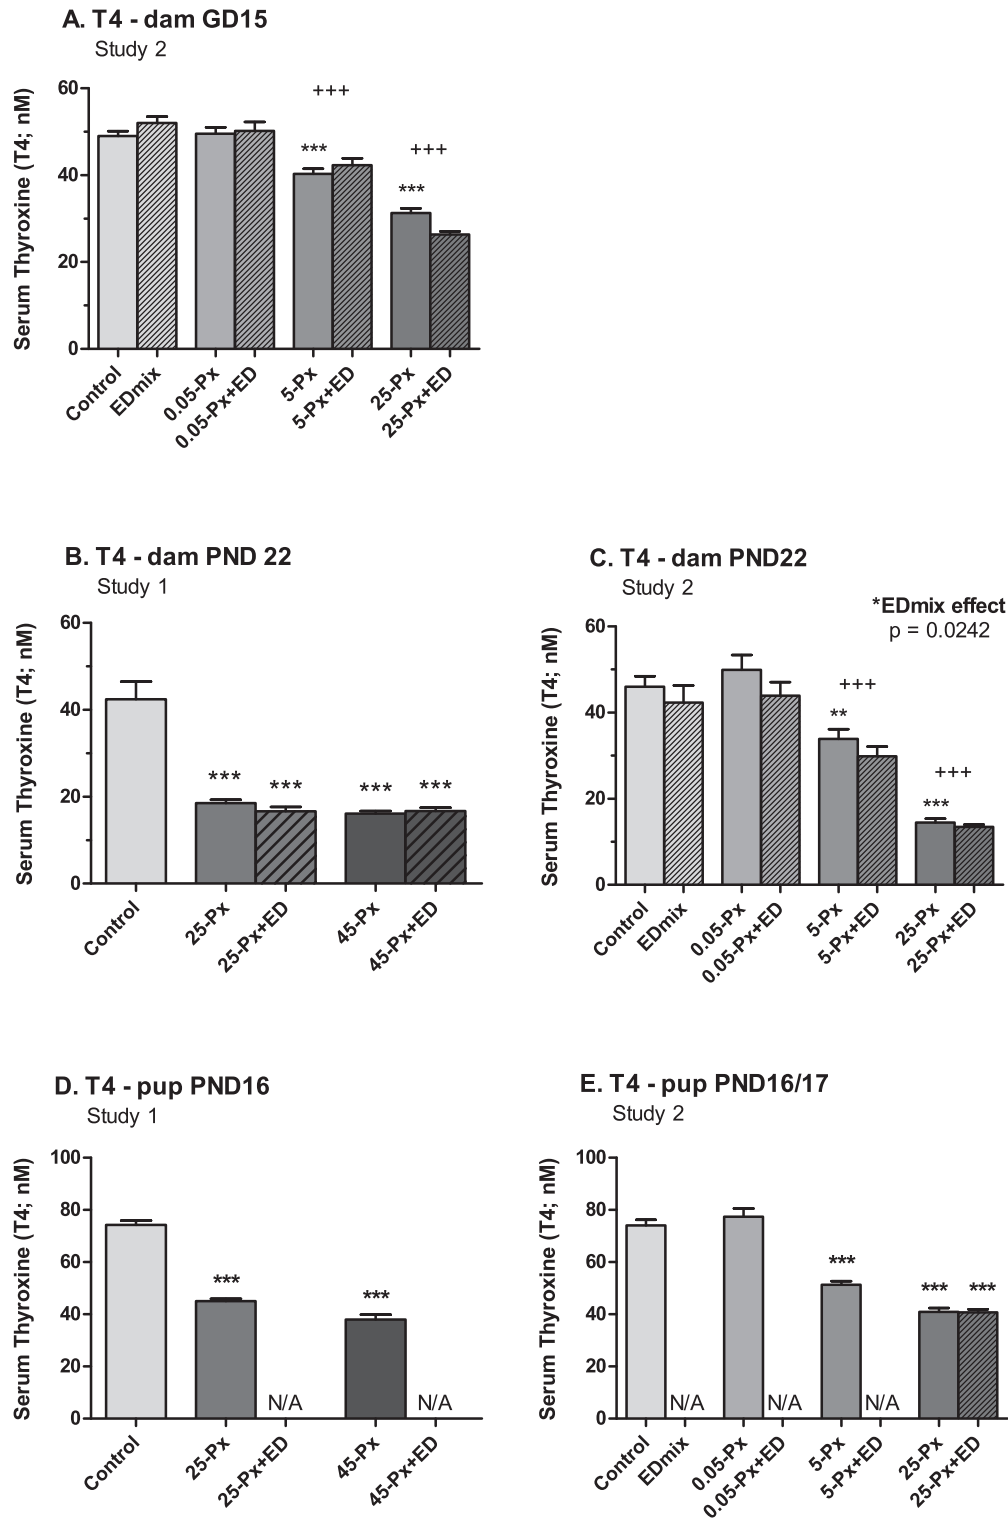 A. T4 - dam GD15
Study 2
Serum Thyroxine (T4; nM)
60
40
20
0
+++
***
+++
***
Control
EDmix
0.05-Px
0.05-Px+ED
5-Px
5-Px+ED
25-Px
25-Px+ED
B. T4 - dam PND 22
Study 1
Serum Thyroxine (T4; nM)
60
40
20
0
***
***
***
***
Control
25-Px
25-Px+ED
45-Px
45-Px+ED
C. T4 - dam PND22
Study 2
*EDmix effect
p = 0.0242
Serum Thyroxine (T4; nM)
60
40
20
0
+++
**
+++
***
Control
EDmix
0.05-Px
0.05-Px+ED
5-Px
5-Px+ED
25-Px
25-Px+ED
D. T4 - pup PND16
Study 1
Serum Thyroxine (T4; nM)
100
80
60
40
20
0
***
***
N/A
N/A
Control
25-Px
25-Px+ED
45-Px
45-Px+ED
E. T4 - pup PND16/17
Study 2
Serum Thyroxine (T4; nM)
100
80
60
40
20
0
***
***
***
N/A
N/A
N/A
Control
EDmix
0.05-Px
0.05-Px+ED
5-Px
5-Px+ED
25-Px
25-Px+ED